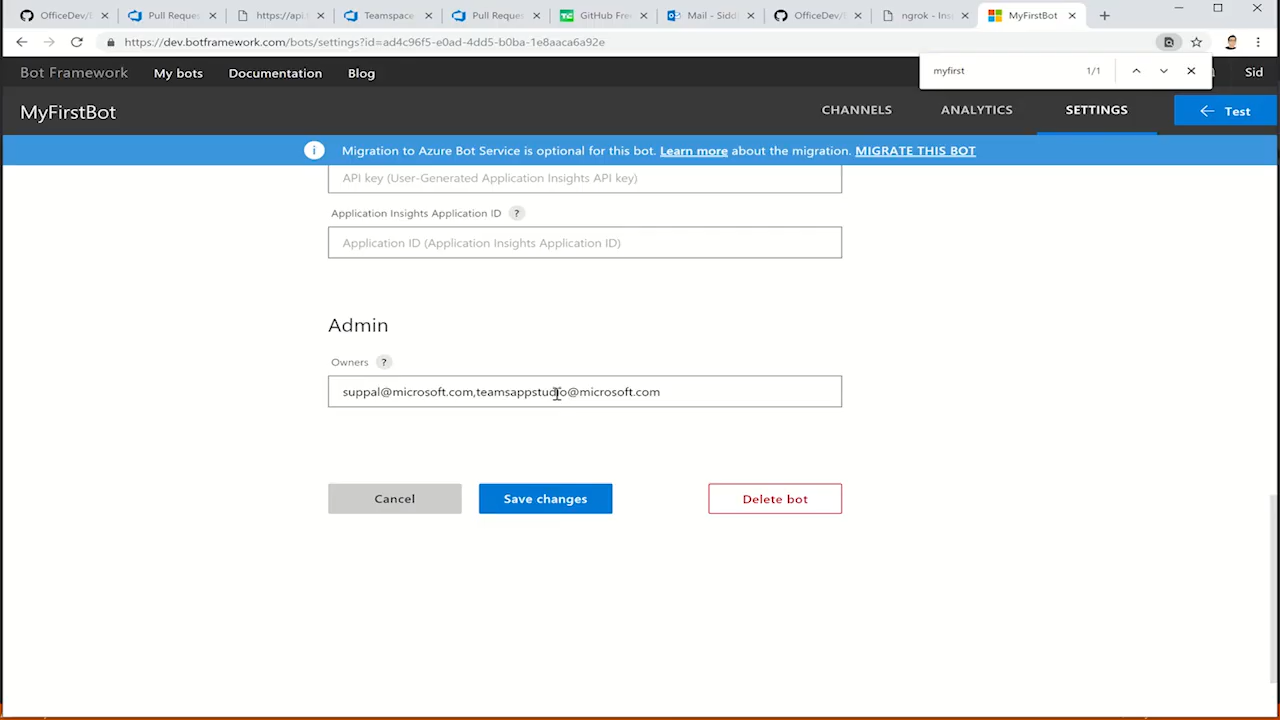 OfficeDev/B
Pull Reques
https://api.t
Teamspace
Pull Reques
GitHub Free
Mail - Siddh
OfficeDev/B
ngrok - Ins
MyFirstBot
https://dev.botframework.com/bots/settings?id=ad4c96f5-e0ad-4dd5-b0ba-1e8aaca6a92e
myfirst
1/1
Bot Framework
My bots
Documentation
Blog
Sid
MyFirstBot
CHANNELS
ANALYTICS
SETTINGS
Test
Migration to Azure Bot Service is optional for this bot. Learn more about the migration. MIGRATE THIS BOT
API key (User-Generated Application Insights API key)
Application Insights Application ID ?
Application ID (Application Insights Application ID)
Admin
Owners ?
suppal@microsoft.com,teamsappstudio@microsoft.com
Cancel
Save changes
Delete bot